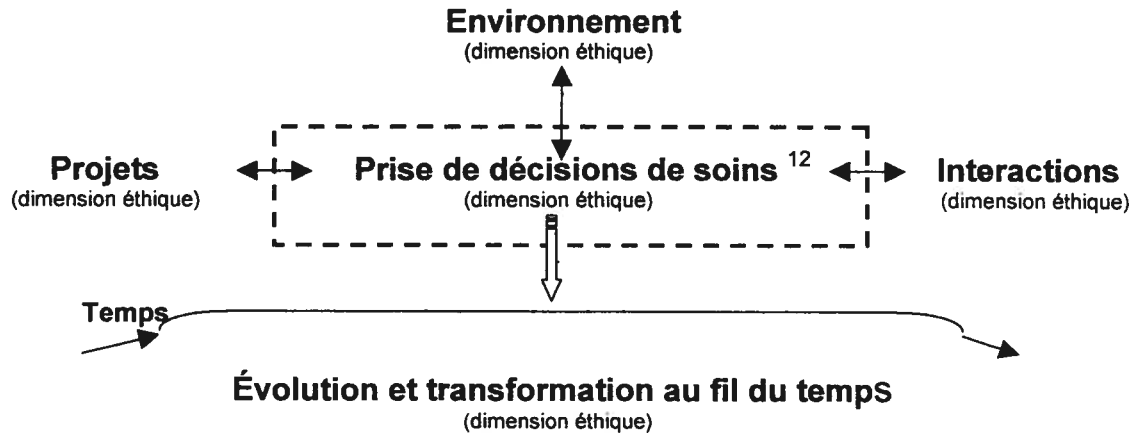 Environnement
(dimension éthique)
Projets
(dimension éthique)
Prise de décisions de soins 12
(dimension éthique)
Interactions
(dimension éthique)
Temps
Évolution et transformation au fil du tempS
(dimension éthique)